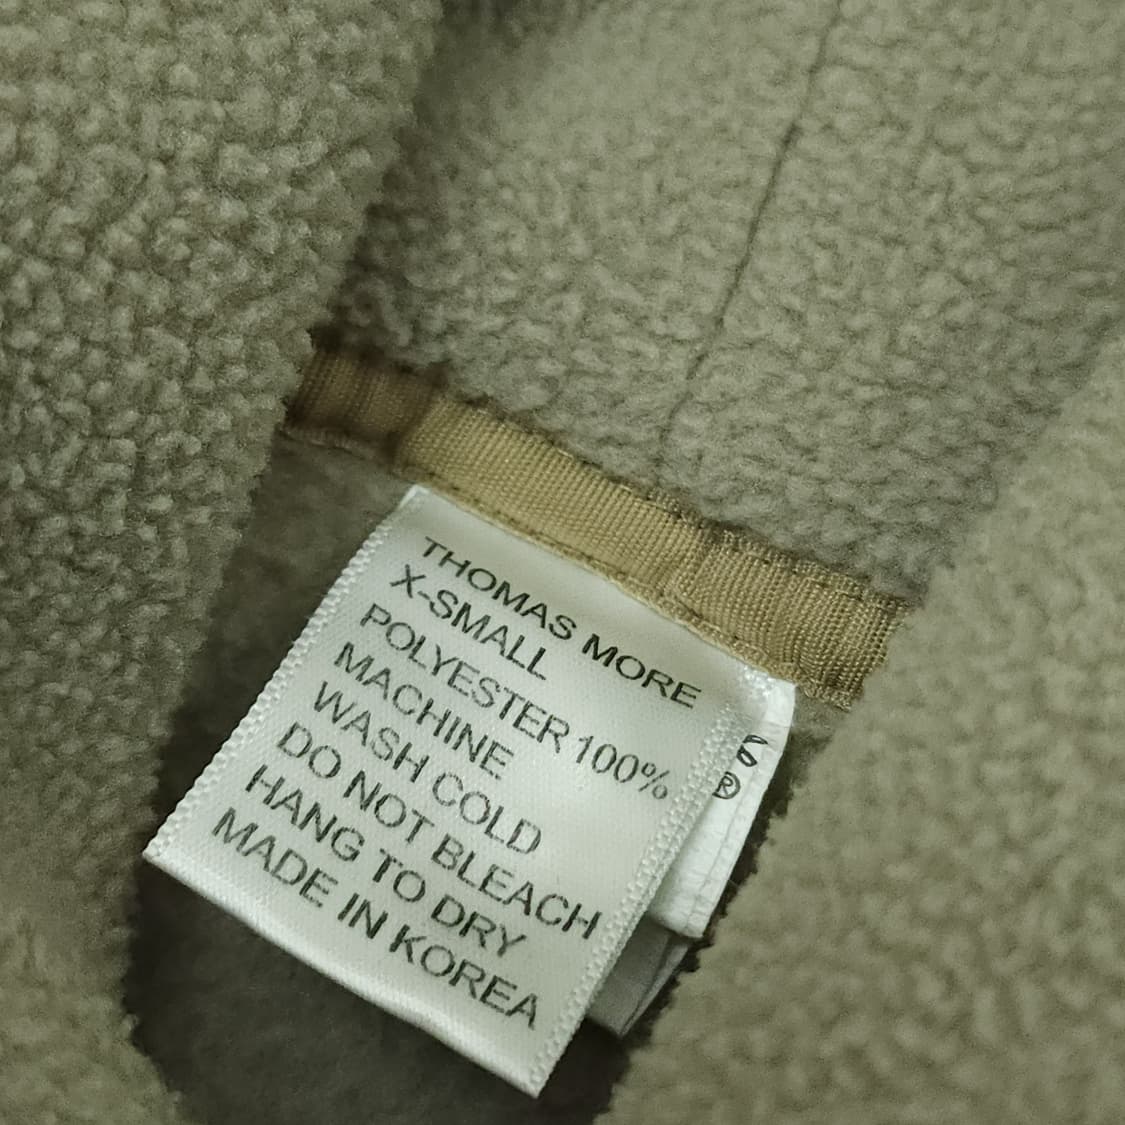 THOMAS MORE
X-SMALL
POLYESTER 100%
MACHINE
WASH COLD
DO NOT BLEACH
HANG TO DRY
MADE IN KOREA
®